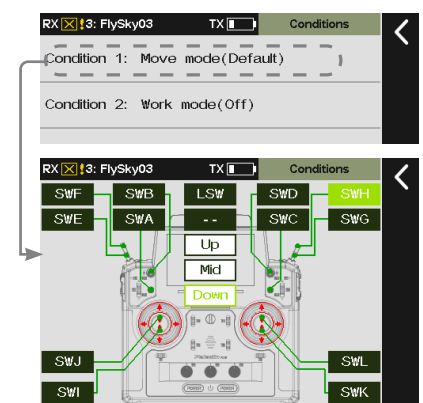 RX 3: FlySky03 TX Conditions
Condition 1: Move mode(Default)
Condition 2: Work mode(Off)
RX 3: FlySky03 TX Conditions
SWF SWB LSW SWD SWH
SWE SWA -- SWC SWG
Up
Mid
Down
SWJ SWL
SWI SWK
POWER POWER